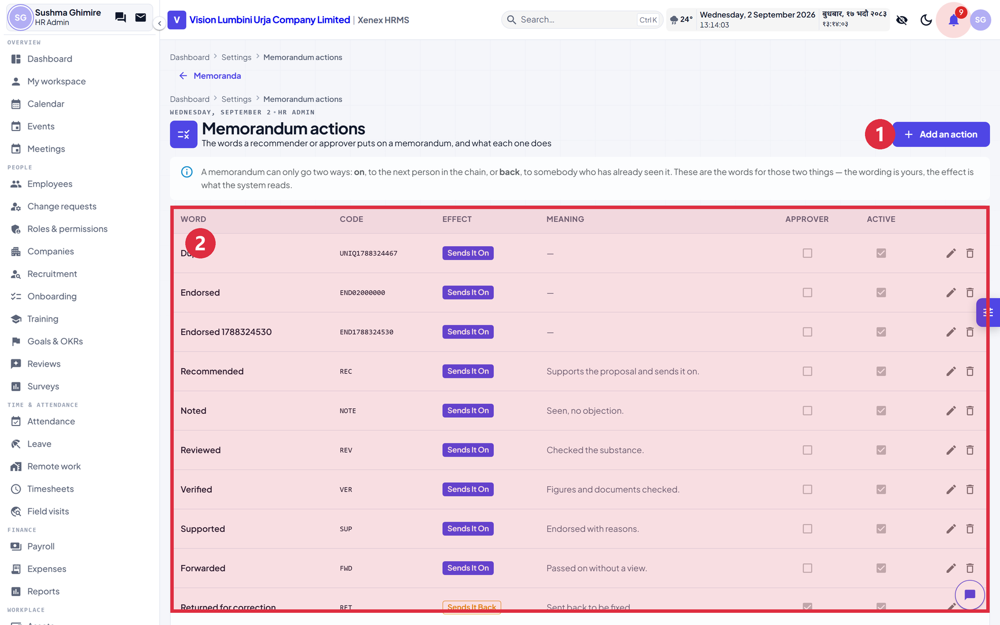 SG
Sushma Ghimire
HR Admin
V
Vision Lumbini Urja Company Limited | Xenex HRMS
Search...
Ctrl K
24°
Wednesday, 2 September 2026
13:14:03
बुधबार, १७ भदौ २०८३
१३:१४:०३
9
SG
OVERVIEW
Dashboard
My workspace
Calendar
Events
Meetings
PEOPLE
Employees
Change requests
Roles & permissions
Companies
Recruitment
Onboarding
Training
Goals & OKRs
Reviews
Surveys
TIME & ATTENDANCE
Attendance
Leave
Remote work
Timesheets
Field visits
FINANCE
Payroll
Expenses
Reports
WORKPLACE
Assets
Dashboard > Settings > Memorandum actions
← Memoranda
Dashboard > Settings > Memorandum actions
WEDNESDAY, SEPTEMBER 2 • HR ADMIN
Memorandum actions
The words a recommender or approver puts on a memorandum, and what each one does
1
+ Add an action
A memorandum can only go two ways: on, to the next person in the chain, or back, to somebody who has already seen it. These are the words for those two things — the wording is yours, the effect is
what the system reads.
WORD CODE EFFECT MEANING APPROVER ACTIVE
2
UNIQ1788324467 Sends It On —
Endorsed END02000000 Sends It On —
Endorsed 1788324530 END1788324530 Sends It On —
Recommended REC Sends It On Supports the proposal and sends it on.
Noted NOTE Sends It On Seen, no objection.
Reviewed REV Sends It On Checked the substance.
Verified VER Sends It On Figures and documents checked.
Supported SUP Sends It On Endorsed with reasons.
Forwarded FWD Sends It On Passed on without a view.
Returned for correction RET Sends It Back Sent back to be fixed